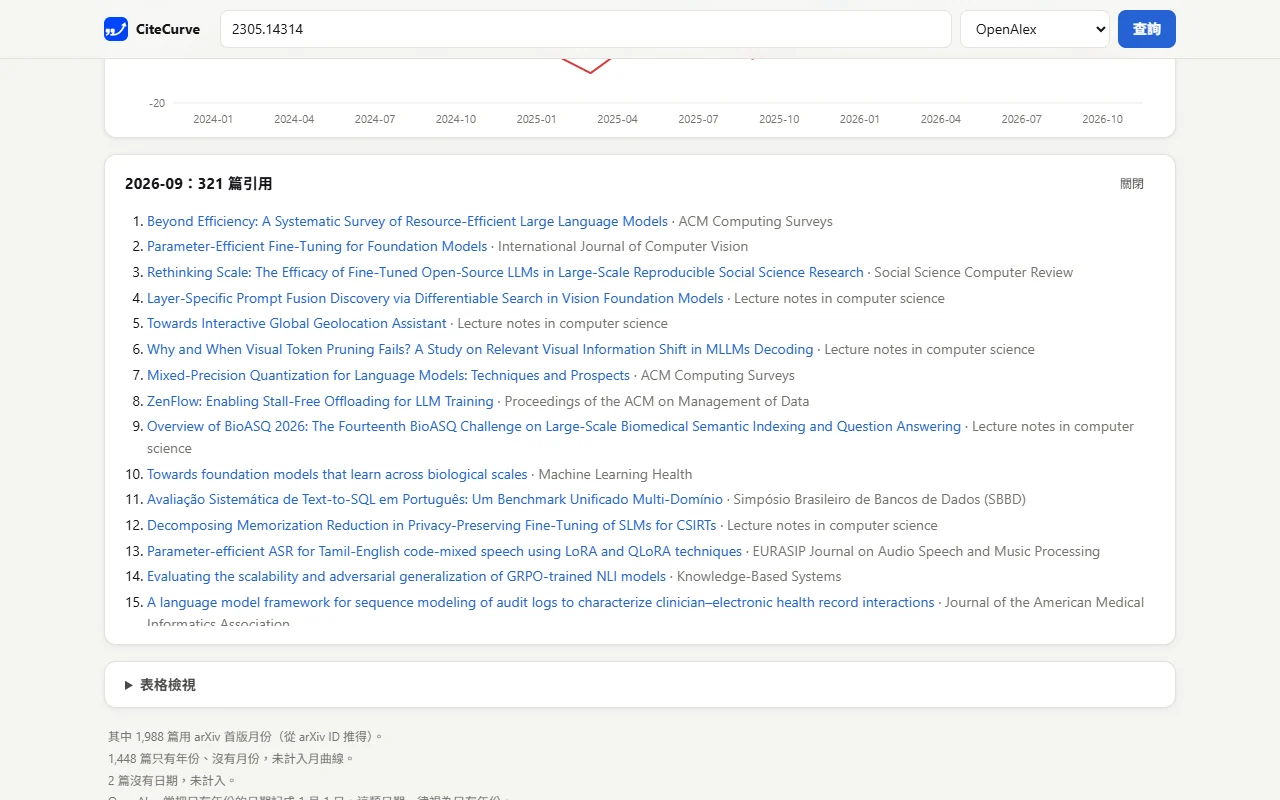 CiteCurve
2305.14314
OpenAlex
查詢
-20
2024-01 2024-04 2024-07 2024-10 2025-01 2025-04 2025-07 2025-10 2026-01 2026-04 2026-07 2026-10
2026-09：321 篇引用
關閉
1. Beyond Efficiency: A Systematic Survey of Resource-Efficient Large Language Models · ACM Computing Surveys
2. Parameter-Efficient Fine-Tuning for Foundation Models · International Journal of Computer Vision
3. Rethinking Scale: The Efficacy of Fine-Tuned Open-Source LLMs in Large-Scale Reproducible Social Science Research · Social Science Computer Review
4. Layer-Specific Prompt Fusion Discovery via Differentiable Search in Vision Foundation Models · Lecture notes in computer science
5. Towards Interactive Global Geolocation Assistant · Lecture notes in computer science
6. Why and When Visual Token Pruning Fails? A Study on Relevant Visual Information Shift in MLLMs Decoding · Lecture notes in computer science
7. Mixed-Precision Quantization for Language Models: Techniques and Prospects · ACM Computing Surveys
8. ZenFlow: Enabling Stall-Free Offloading for LLM Training · Proceedings of the ACM on Management of Data
9. Overview of BioASQ 2026: The Fourteenth BioASQ Challenge on Large-Scale Biomedical Semantic Indexing and Question Answering · Lecture notes in computer
science
10. Towards foundation models that learn across biological scales · Machine Learning Health
11. Avaliação Sistemática de Text-to-SQL em Português: Um Benchmark Unificado Multi-Domínio · Simpósio Brasileiro de Bancos de Dados (SBBD)
12. Decomposing Memorization Reduction in Privacy-Preserving Fine-Tuning of SLMs for CSIRTs · Lecture notes in computer science
13. Parameter-efficient ASR for Tamil-English code-mixed speech using LoRA and QLoRA techniques · EURASIP Journal on Audio Speech and Music Processing
14. Evaluating the scalability and adversarial generalization of GRPO-trained NLI models · Knowledge-Based Systems
15. A language model framework for sequence modeling of audit logs to characterize clinician–electronic health record interactions · Journal of the American Medical
Informatics Association
▶ 表格檢視
其中 1,988 篇用 arXiv 首版月份（從 arXiv ID 推得）。
1,448 篇只有年份、沒有月份，未計入月曲線。
2 篇沒有日期，未計入。